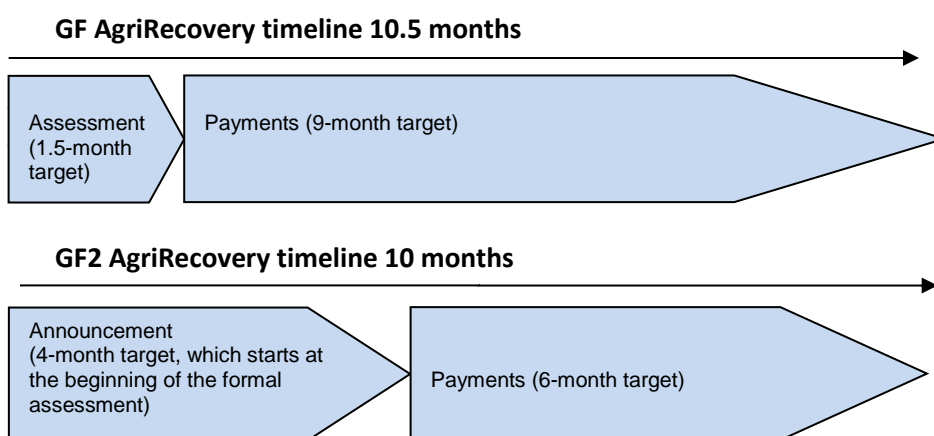 GF AgriRecovery timeline 10.5 months
Assessment
(1.5-month
target)
Payments (9-month target)
GF2 AgriRecovery timeline 10 months
Announcement
(4-month target, which starts at
the beginning of the formal
assessment)
Payments (6-month target)